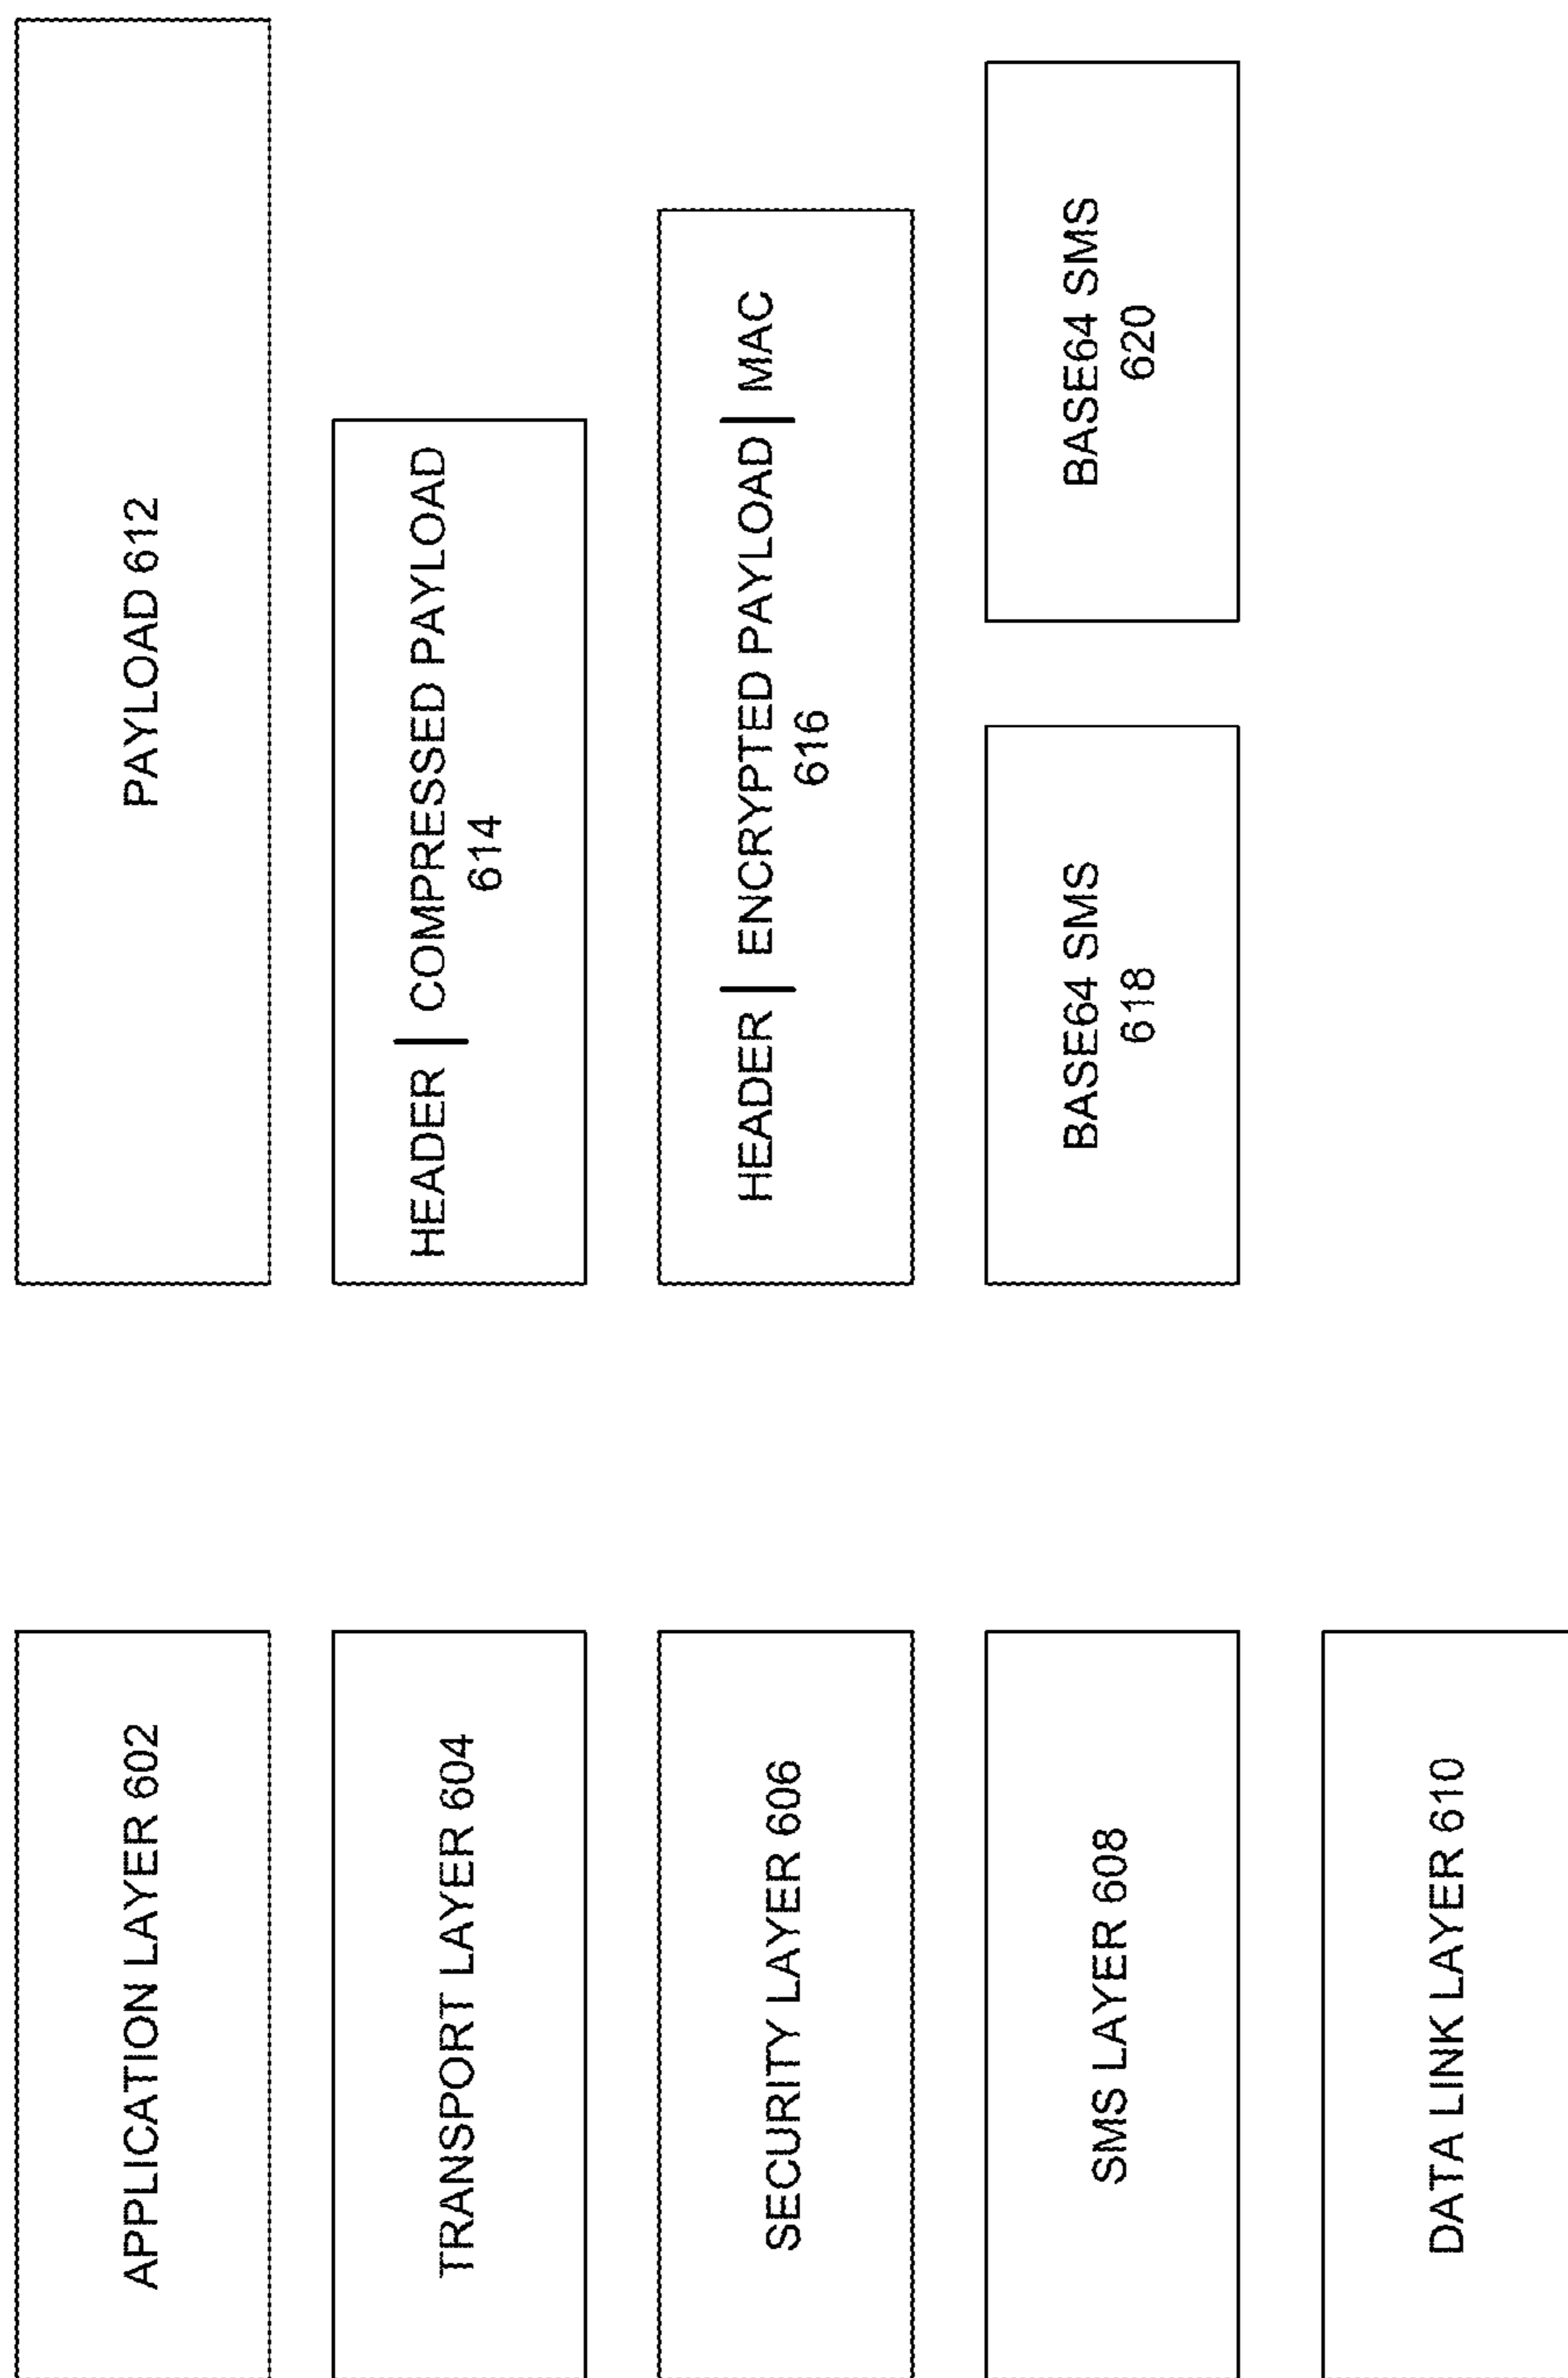 APPLICATION LAYER 602
PAYLOAD 612
TRANSPORT LAYER 604
HEADER | COMPRESSED PAYLOAD
614
SECURITY LAYER 606
HEADER | ENCRYPTED PAYLOAD | MAC
616
SMS LAYER 608
BASE64 SMS
618
BASE64 SMS
620
DATA LINK LAYER 610